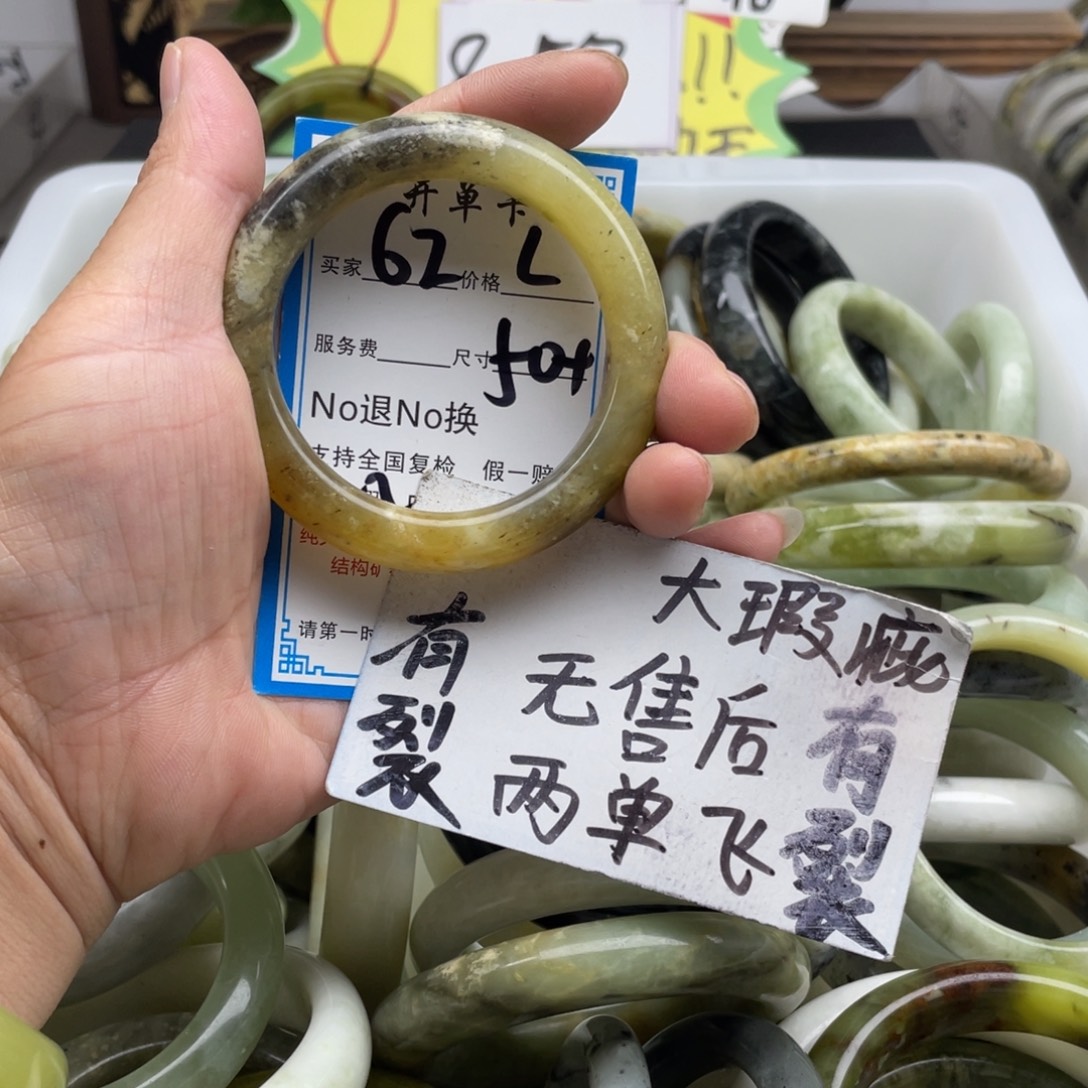 开单卡
买家 62 价格 L
服务费 尺寸 50+
No退No换
支持全国复检 假一赔
结构矿
请第一时
大瑕疵
无售后
两单飞
有裂
有裂